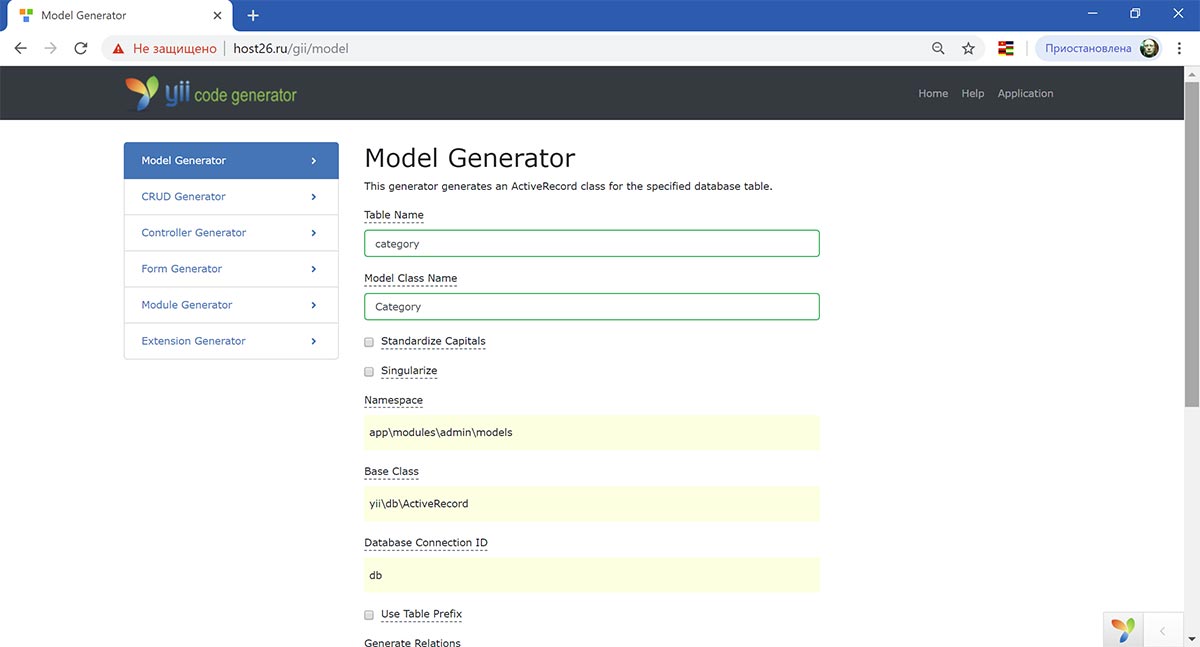 Model Generator
Не защищено host26.ru/gii/model
Приостановлена
yii code generator
Home Help Application
Model Generator
CRUD Generator
Controller Generator
Form Generator
Module Generator
Extension Generator
Model Generator
This generator generates an ActiveRecord class for the specified database table.
Table Name
category
Model Class Name
Category
Standardize Capitals
Singularize
Namespace
app\modules\admin\models
Base Class
yii\db\ActiveRecord
Database Connection ID
db
Use Table Prefix
Generate Relations